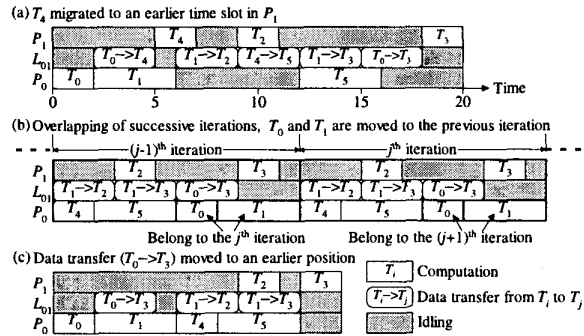 (a) T4 migrated to an earlier time slot in P1
P1 T4 T2 T3
L01 T0->T4 T1->T2 T4->T5 T1->T3 T0->T3
P0 T0 T1 T5
0 5 10 15 20 Time
(b) Overlapping of successive iterations, T0 and T1 are moved to the previous iteration
(j-1)th iteration jth iteration
P1 T2 T3 T2 T3
L01 T1->T2 T1->T3 T0->T3 T1->T2 T1->T3 T0->T3
P0 T4 T5 T0 T1 T4 T5 T0 T1
Belong to the jth iteration Belong to the (j+1)th iteration
(c) Data transfer (T0->T3) moved to an earlier position
P1 T2 T3
L01 T0->T3 T1->T2 T1->T3
P0 T0 T1 T4 T5
Ti Computation
Ti->Tj Data transfer from Ti to Tj
Idling